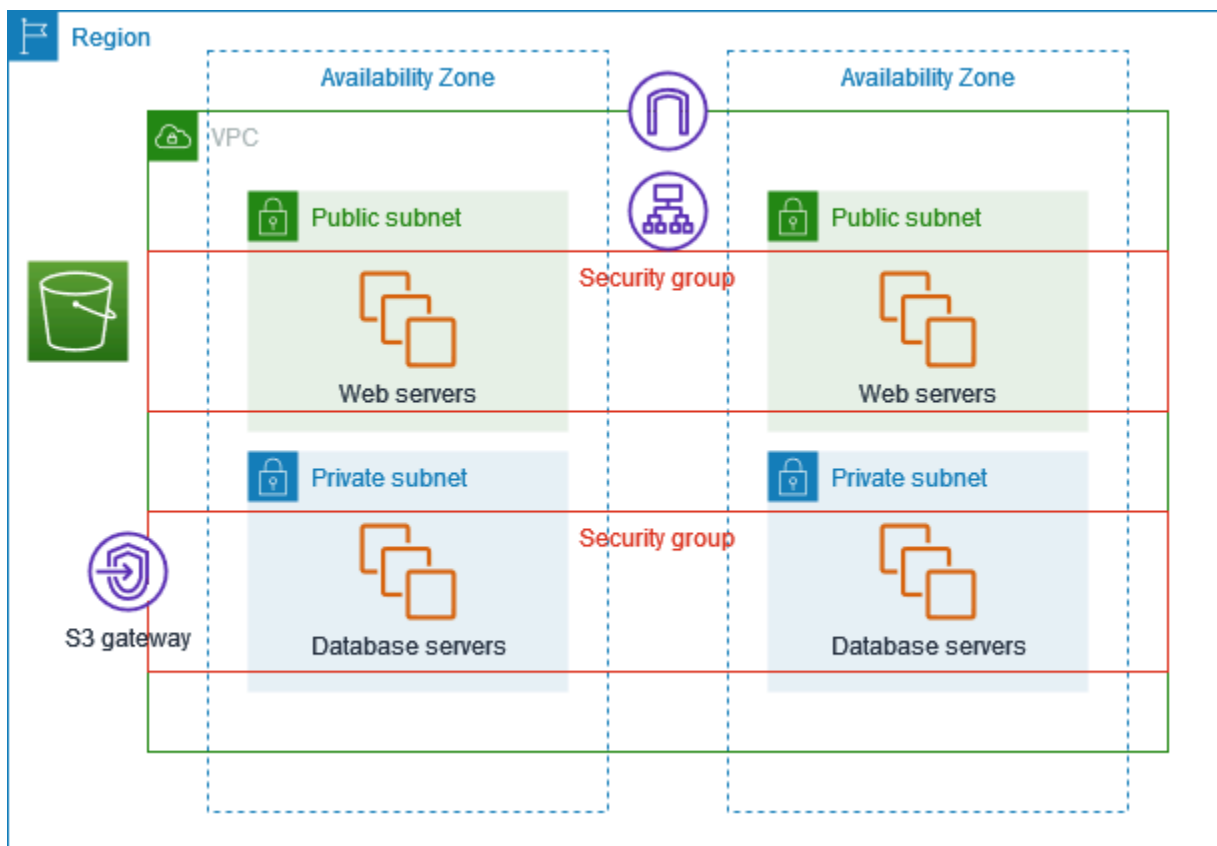 Region
Availability Zone
Availability Zone
VPC
Public subnet
Public subnet
Security group
Web servers
Web servers
Private subnet
Private subnet
Security group
S3 gateway
Database servers
Database servers